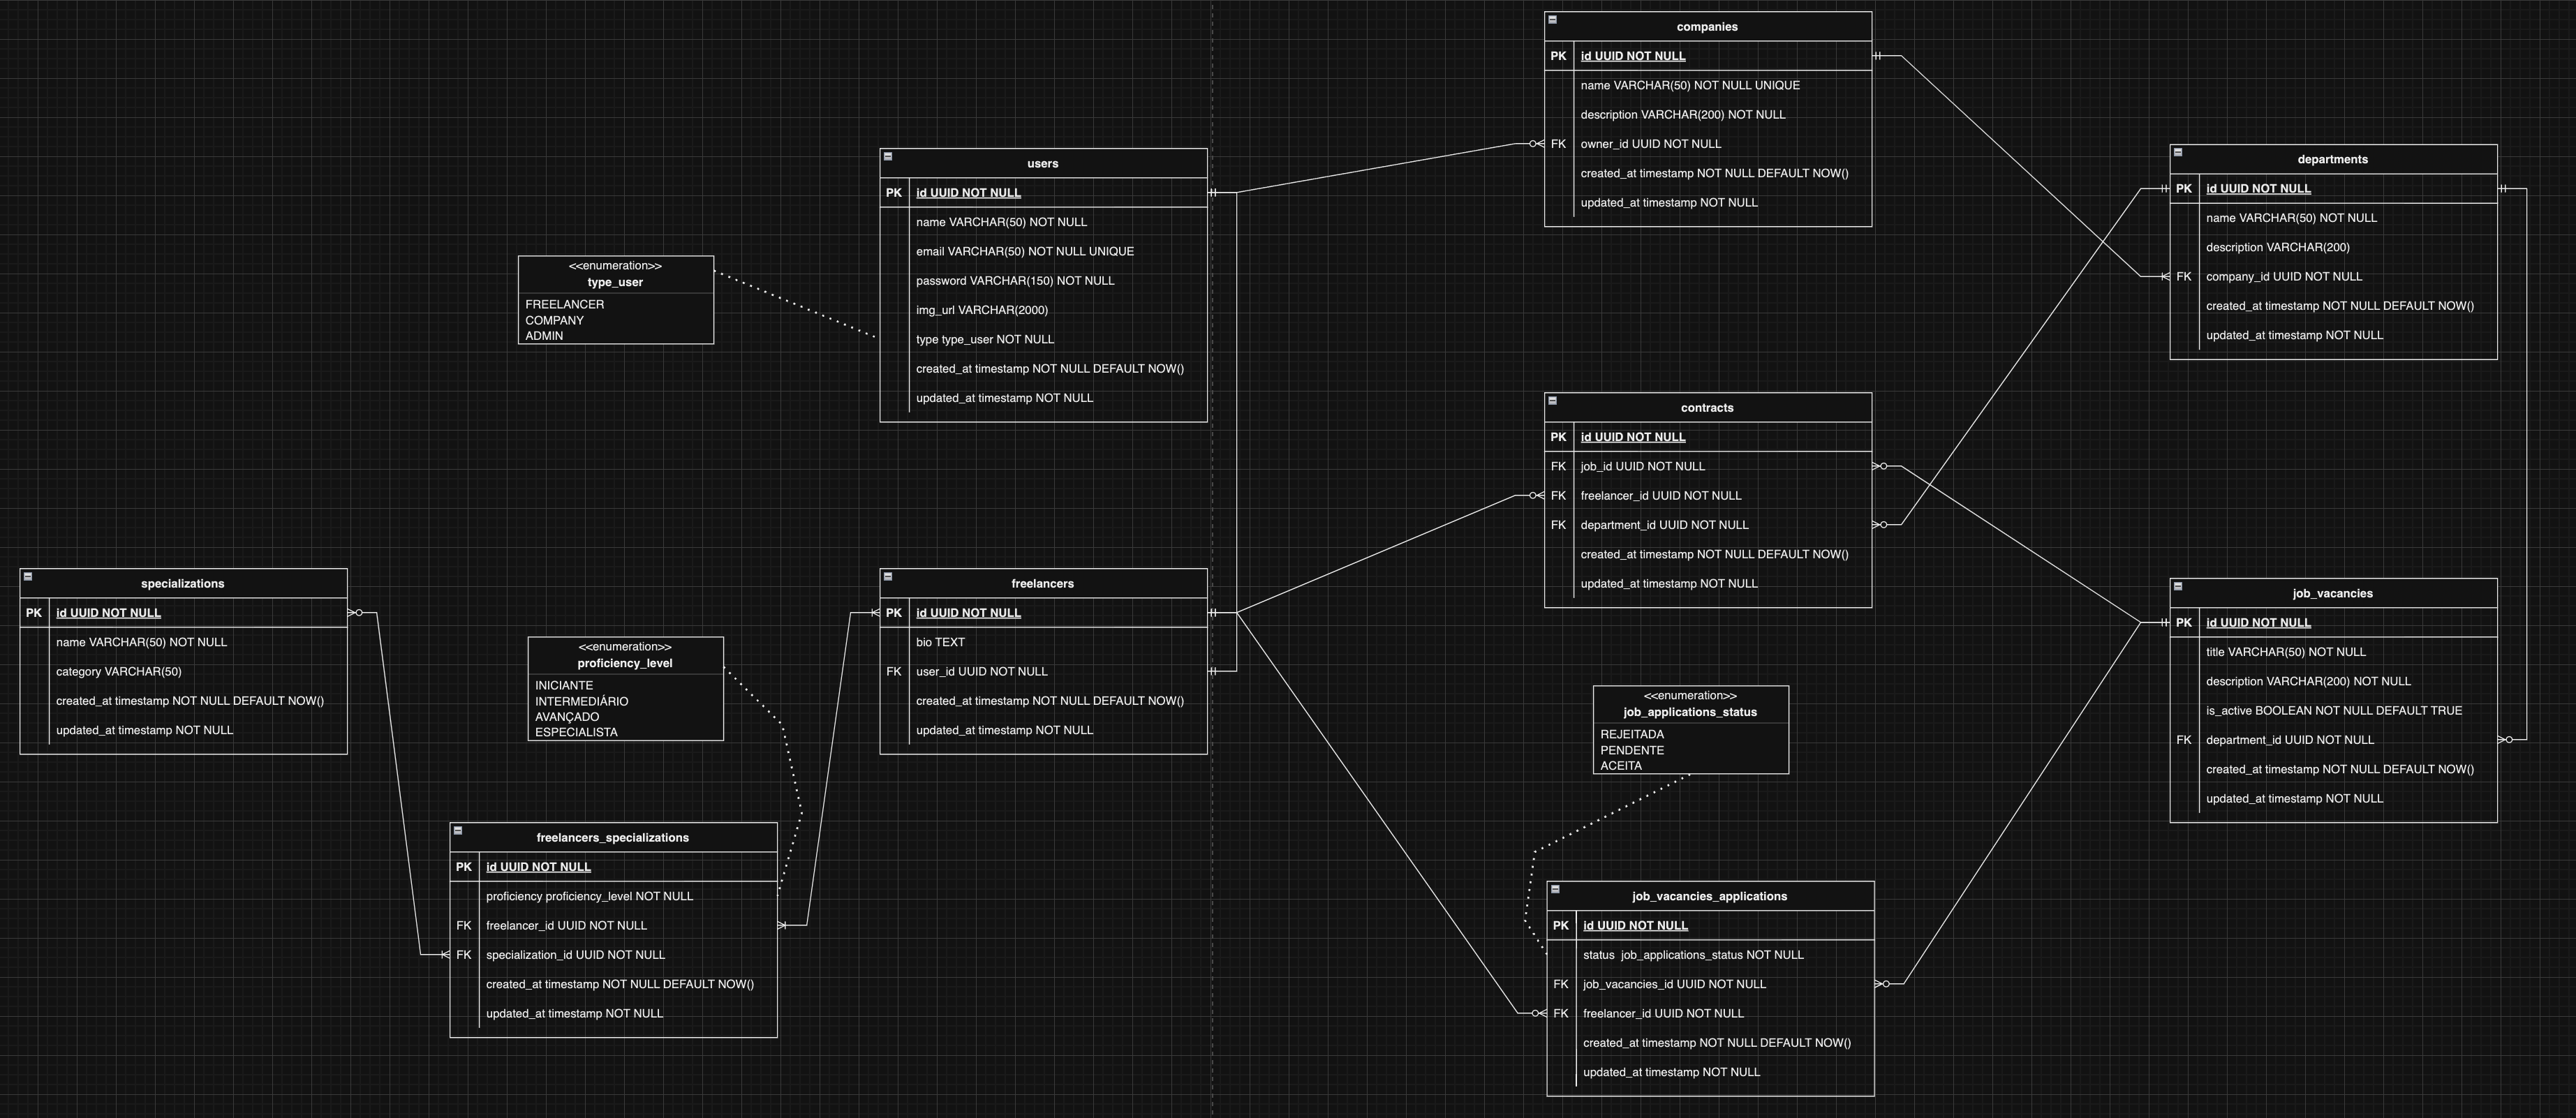 companies
PK id UUID NOT NULL
name VARCHAR(50) NOT NULL UNIQUE
description VARCHAR(200) NOT NULL
FK owner_id UUID NOT NULL
created_at timestamp NOT NULL DEFAULT NOW()
updated_at timestamp NOT NULL
users
PK id UUID NOT NULL
name VARCHAR(50) NOT NULL
email VARCHAR(50) NOT NULL UNIQUE
password VARCHAR(150) NOT NULL
img_url VARCHAR(2000)
type type_user NOT NULL
created_at timestamp NOT NULL DEFAULT NOW()
updated_at timestamp NOT NULL
departments
PK id UUID NOT NULL
name VARCHAR(50) NOT NULL
description VARCHAR(200)
FK company_id UUID NOT NULL
created_at timestamp NOT NULL DEFAULT NOW()
updated_at timestamp NOT NULL
<<enumeration>>
type_user
FREELANCER
COMPANY
ADMIN
contracts
PK id UUID NOT NULL
FK job_id UUID NOT NULL
FK freelancer_id UUID NOT NULL
FK department_id UUID NOT NULL
created_at timestamp NOT NULL DEFAULT NOW()
updated_at timestamp NOT NULL
specializations
PK id UUID NOT NULL
name VARCHAR(50) NOT NULL
category VARCHAR(50)
created_at timestamp NOT NULL DEFAULT NOW()
updated_at timestamp NOT NULL
<<enumeration>>
proficiency_level
INICIANTE
INTERMEDIÁRIO
AVANÇADO
ESPECIALISTA
freelancers
PK id UUID NOT NULL
bio TEXT
FK user_id UUID NOT NULL
created_at timestamp NOT NULL DEFAULT NOW()
updated_at timestamp NOT NULL
job_vacancies
PK id UUID NOT NULL
title VARCHAR(50) NOT NULL
description VARCHAR(200) NOT NULL
is_active BOOLEAN NOT NULL DEFAULT TRUE
FK department_id UUID NOT NULL
created_at timestamp NOT NULL DEFAULT NOW()
updated_at timestamp NOT NULL
<<enumeration>>
job_applications_status
REJEITADA
PENDENTE
ACEITA
freelancers_specializations
PK id UUID NOT NULL
proficiency proficiency_level NOT NULL
FK freelancer_id UUID NOT NULL
FK specialization_id UUID NOT NULL
created_at timestamp NOT NULL DEFAULT NOW()
updated_at timestamp NOT NULL
job_vacancies_applications
PK id UUID NOT NULL
status job_applications_status NOT NULL
FK job_vacancies_id UUID NOT NULL
FK freelancer_id UUID NOT NULL
created_at timestamp NOT NULL DEFAULT NOW()
updated_at timestamp NOT NULL